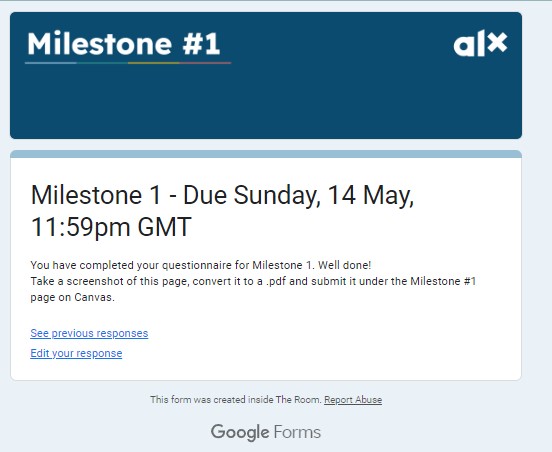 Milestone #1
alx
Milestone 1 - Due Sunday, 14 May,
11:59pm GMT
You have completed your questionnaire for Milestone 1. Well done!
Take a screenshot of this page, convert it to a .pdf and submit it under the Milestone #1
page on Canvas.
See previous responses
Edit your response
This form was created inside The Room. Report Abuse
Google Forms